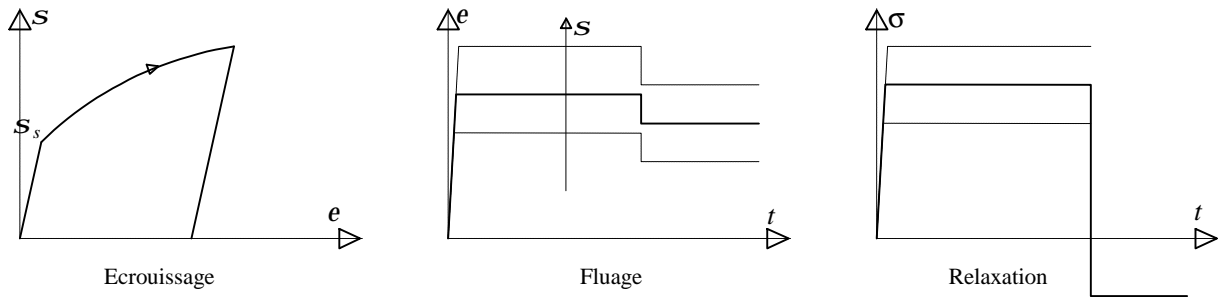 s
s_s
e
Ecrouissage
e
s
t
Fluage
σ
t
Relaxation